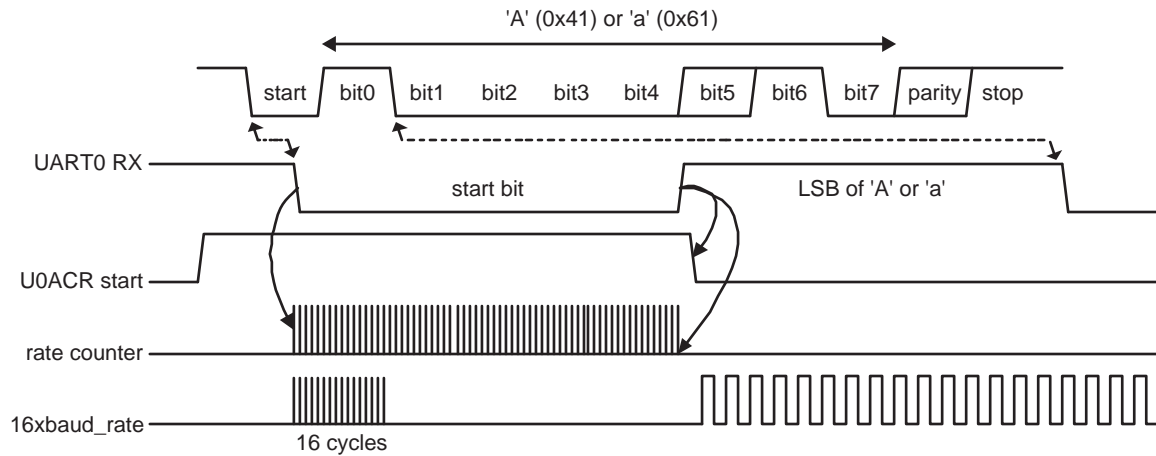 'A' (0x41) or 'a' (0x61)
start bit0 bit1 bit2 bit3 bit4 bit5 bit6 bit7 parity stop
UART0 RX
start bit
LSB of 'A' or 'a'
U0ACR start
rate counter
16xbaud_rate
16 cycles